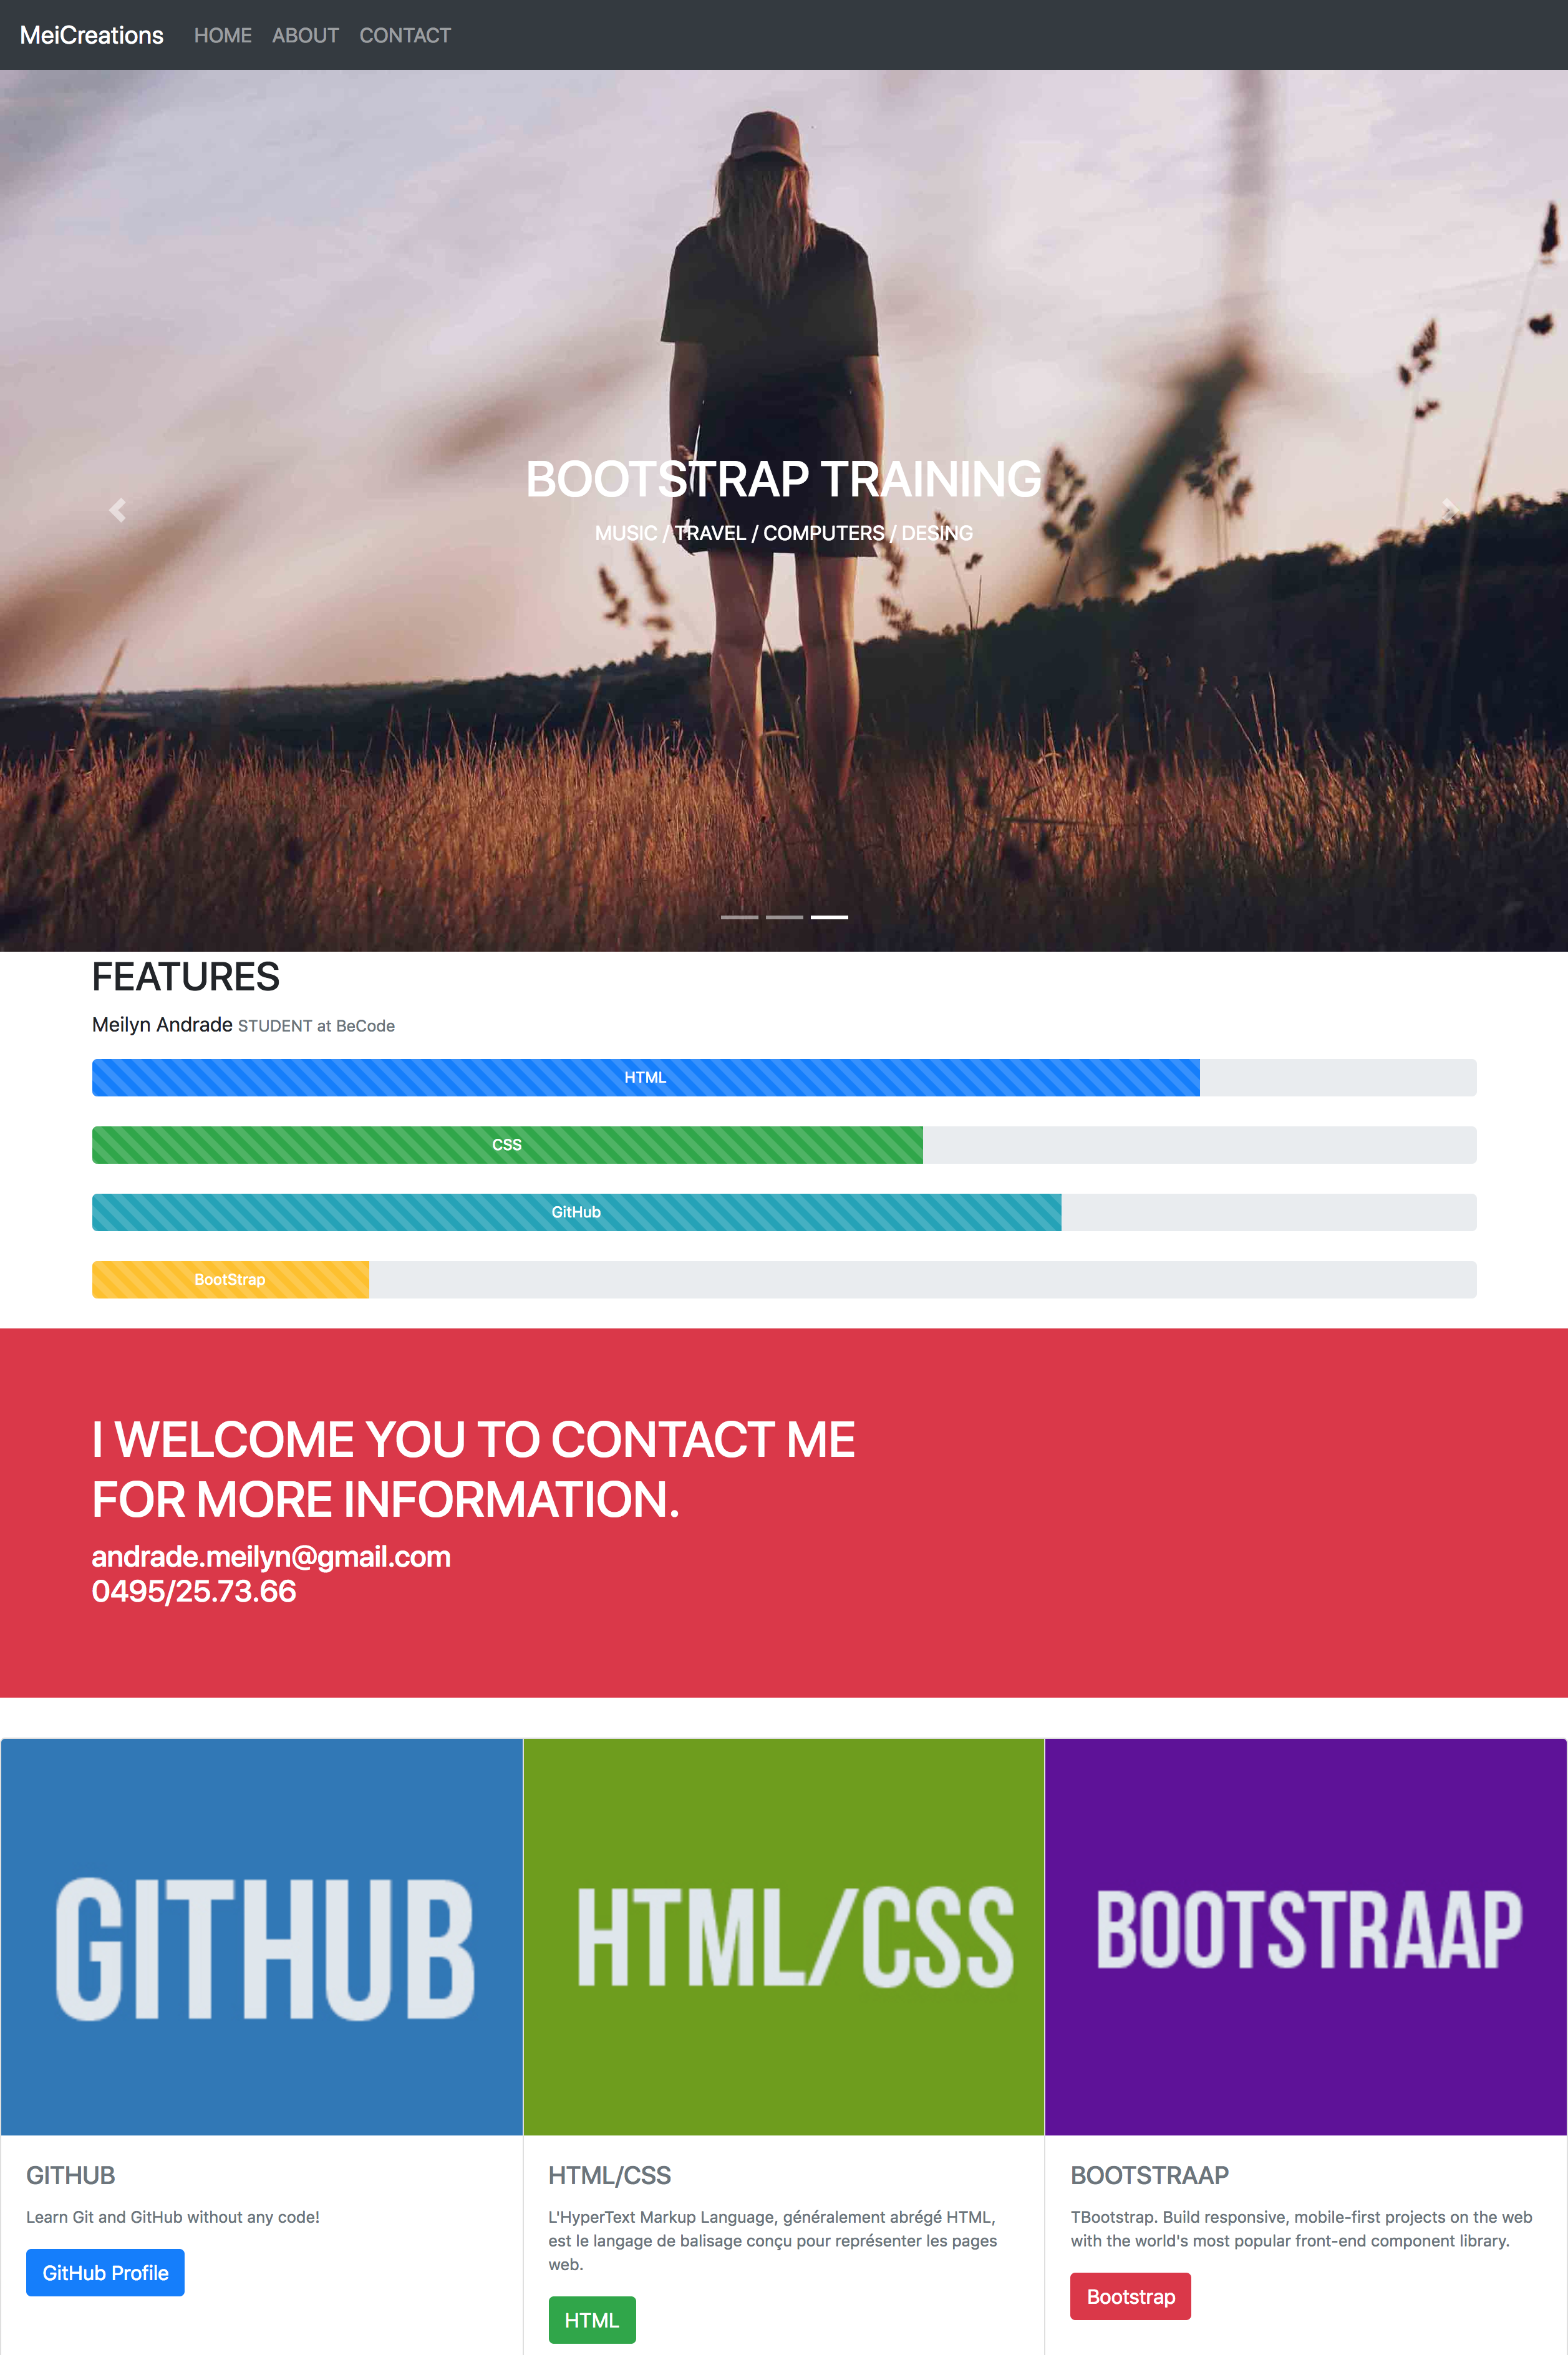 MeiCreations HOME ABOUT CONTACT
BOOTSTRAP TRAINING
MUSIC / TRAVEL / COMPUTERS / DESING
FEATURES
Meilyn Andrade STUDENT at BeCode
HTML
CSS
GitHub
BootStrap
I WELCOME YOU TO CONTACT ME
FOR MORE INFORMATION.
andrade.meilyn@gmail.com
0495/25.73.66
GITHUB
HTML/CSS
BOOTSTRAAP
GITHUB
Learn Git and GitHub without any code!
GitHub Profile
HTML/CSS
L'HyperText Markup Language, généralement abrégé HTML,
est le langage de balisage conçu pour représenter les pages
web.
HTML
BOOTSTRAAP
TBootstrap. Build responsive, mobile-first projects on the web
with the world's most popular front-end component library.
Bootstrap